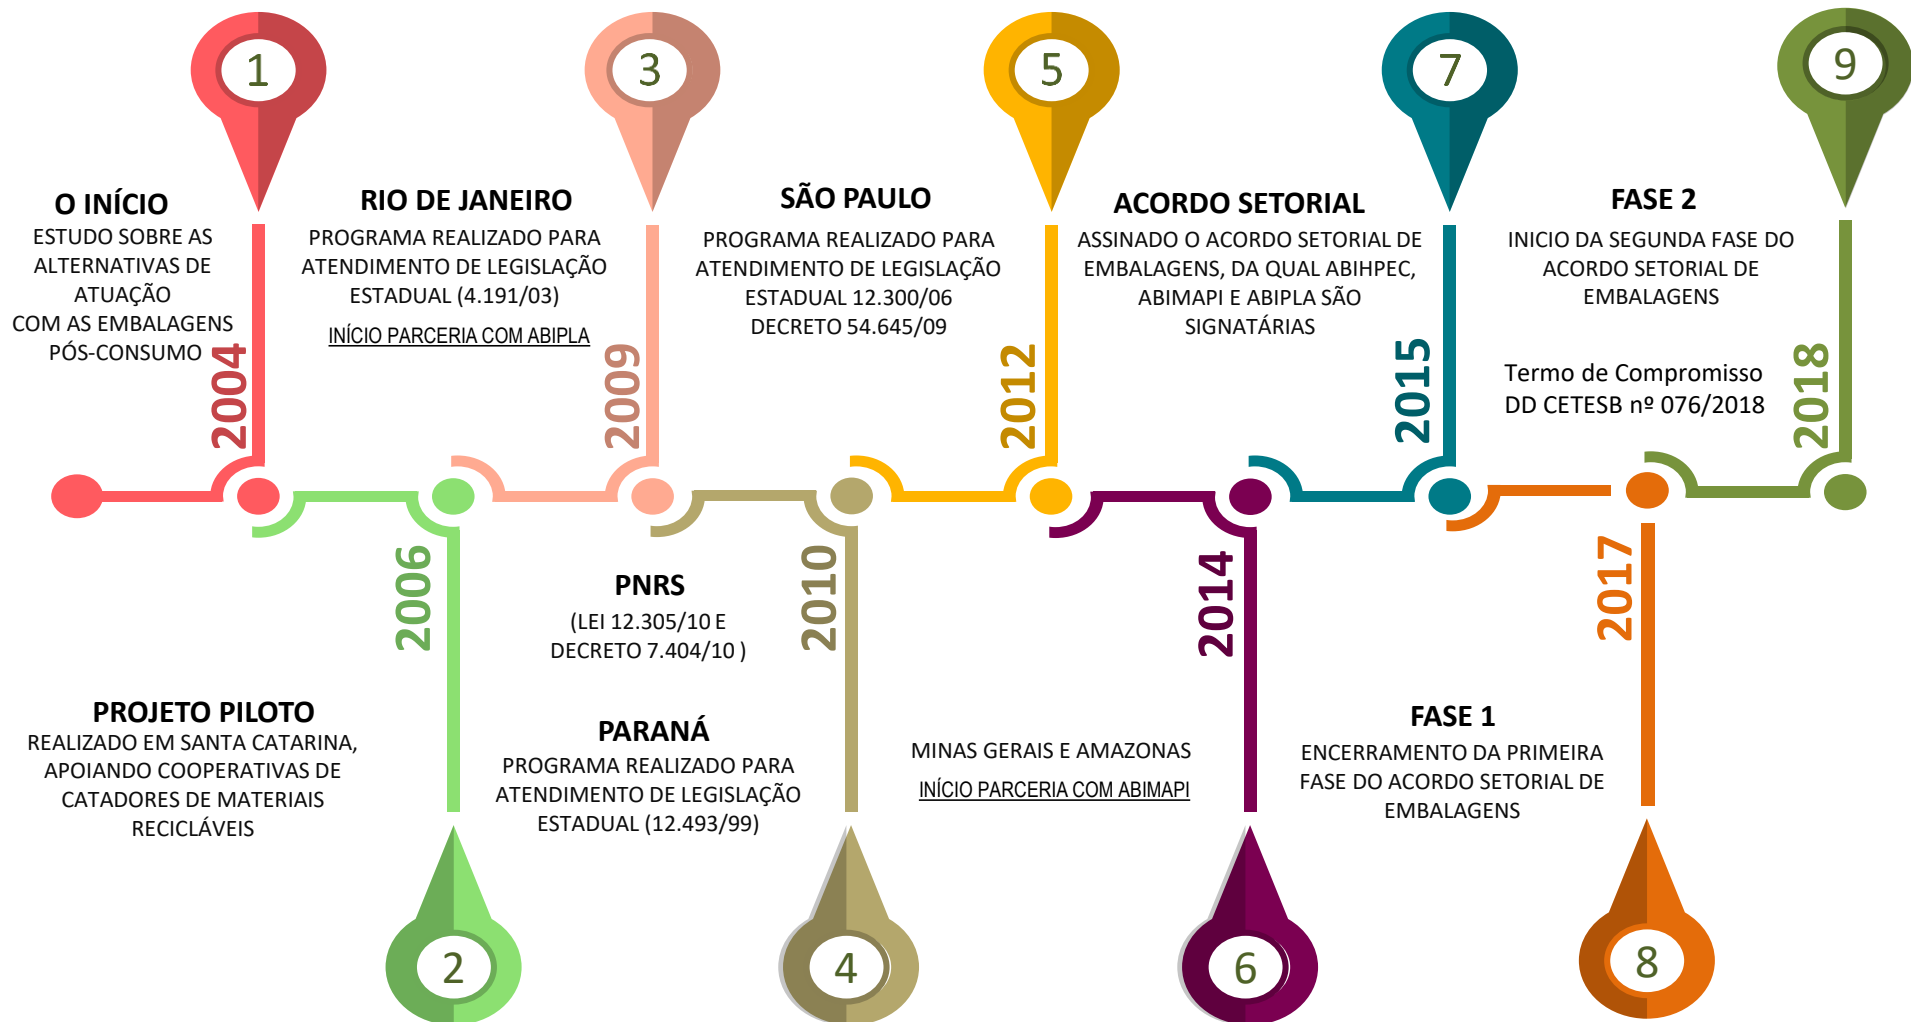 1
O INÍCIO
ESTUDO SOBRE AS
ALTERNATIVAS DE
ATUAÇÃO
COM AS EMBALAGENS
PÓS-CONSUMO
2004
2
PROJETO PILOTO
REALIZADO EM SANTA CATARINA,
APOIANDO COOPERATIVAS DE
CATADORES DE MATERIAIS
RECICLÁVEIS
2006
3
RIO DE JANEIRO
PROGRAMA REALIZADO PARA
ATENDIMENTO DE LEGISLAÇÃO
ESTADUAL (4.191/03)
INÍCIO PARCERIA COM ABIPLA
2009
4
PNRS
(LEI 12.305/10 E
DECRETO 7.404/10 )
PARANÁ
PROGRAMA REALIZADO PARA
ATENDIMENTO DE LEGISLAÇÃO
ESTADUAL (12.493/99)
2010
5
SÃO PAULO
PROGRAMA REALIZADO PARA
ATENDIMENTO DE LEGISLAÇÃO
ESTADUAL 12.300/06
DECRETO 54.645/09
2012
6
MINAS GERAIS E AMAZONAS
INÍCIO PARCERIA COM ABIMAPI
2014
7
ACORDO SETORIAL
ASSINADO O ACORDO SETORIAL DE
EMBALAGENS, DA QUAL ABIHPEC,
ABIMAPI E ABIPLA SÃO
SIGNATÁRIAS
2015
8
FASE 1
ENCERRAMENTO DA PRIMEIRA
FASE DO ACORDO SETORIAL DE
EMBALAGENS
2017
9
FASE 2
INICIO DA SEGUNDA FASE DO
ACORDO SETORIAL DE
EMBALAGENS
Termo de Compromisso
DD CETESB nº 076/2018
2018